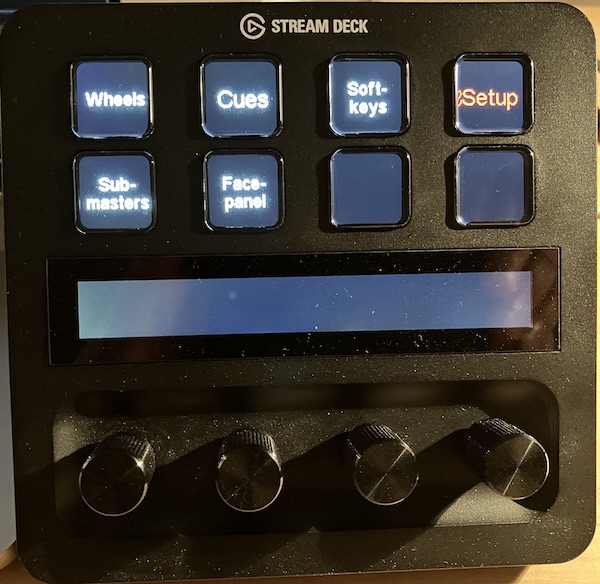 STREAM DECK
Wheels
Cues
Soft-
keys
Setup
Sub-
masters
Face-
panel